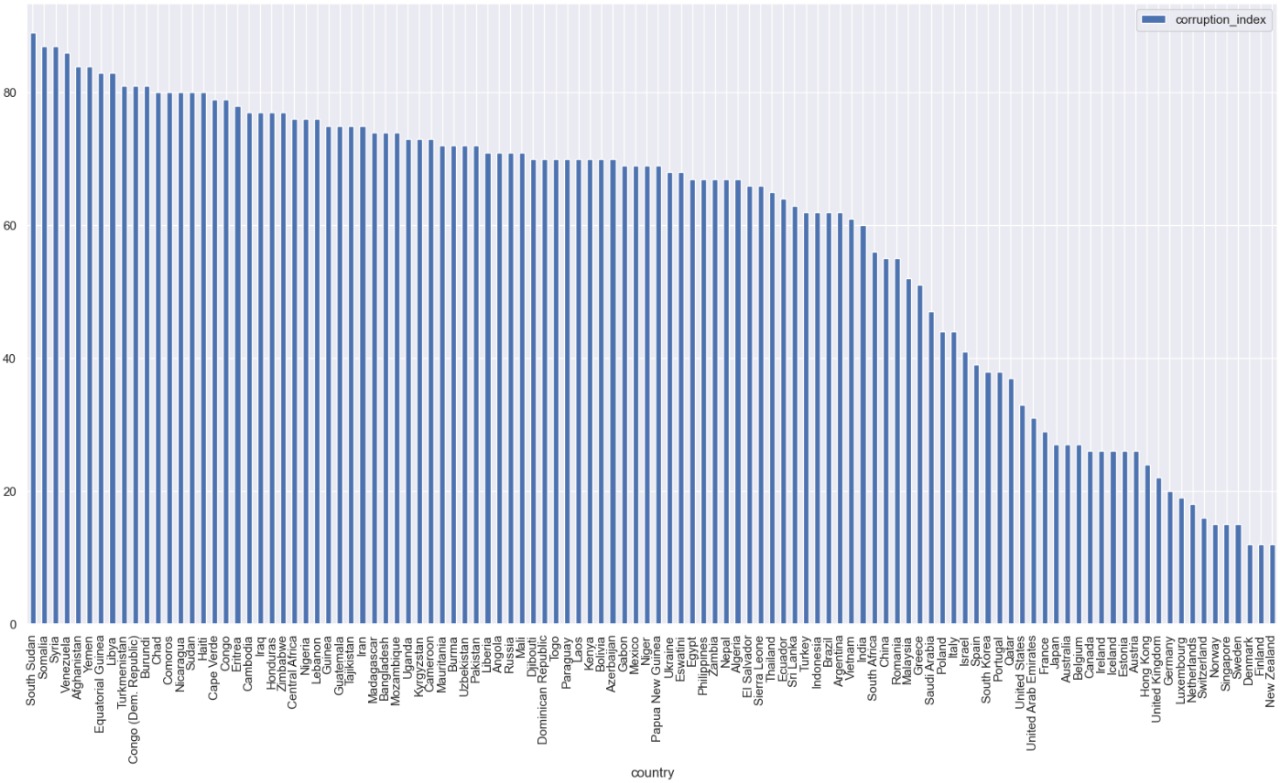 corruption_index
80
60
40
20
0
South Sudan
Somalia
Syria
Venezuela
Afghanistan
Yemen
Equatorial Guinea
Libya
Turkmenistan
Congo (Dem. Republic)
Burundi
Chad
Comoros
Nicaragua
Sudan
Haiti
Cape Verde
Congo
Eritrea
Cambodia
Iraq
Honduras
Zimbabwe
Central Africa
Nigeria
Lebanon
Guinea
Guatemala
Tajikistan
Iran
Madagascar
Bangladesh
Mozambique
Uganda
Kyrgyzstan
Cameroon
Mauritania
Burma
Uzbekistan
Pakistan
Liberia
Angola
Russia
Mali
Djibouti
Dominican Republic
Togo
Paraguay
Laos
Kenya
Bolivia
Azerbaijan
Gabon
Mexico
Niger
Papua New Guinea
Ukraine
Eswatini
Egypt
Philippines
Zambia
Nepal
Algeria
El Salvador
Sierra Leone
Thailand
Ecuador
Sri Lanka
Turkey
Indonesia
Brazil
Argentina
Vietnam
India
South Africa
China
Romania
Malaysia
Greece
Saudi Arabia
Poland
Italy
Israel
Spain
South Korea
Portugal
Qatar
United States
United Arab Emirates
France
Japan
Australia
Belgium
Canada
Ireland
Iceland
Estonia
Austria
Hong Kong
United Kingdom
Germany
Luxembourg
Netherlands
Switzerland
Norway
Singapore
Sweden
Denmark
Finland
New Zealand
country